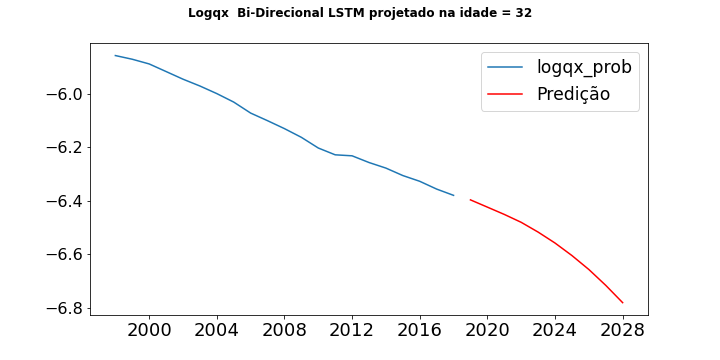 Logqx  Bi-Direcional LSTM projetado na idade = 32
logqx_prob
Predição
−6.0
−6.2
−6.4
−6.6
−6.8
2000 2004 2008 2012 2016 2020 2024 2028